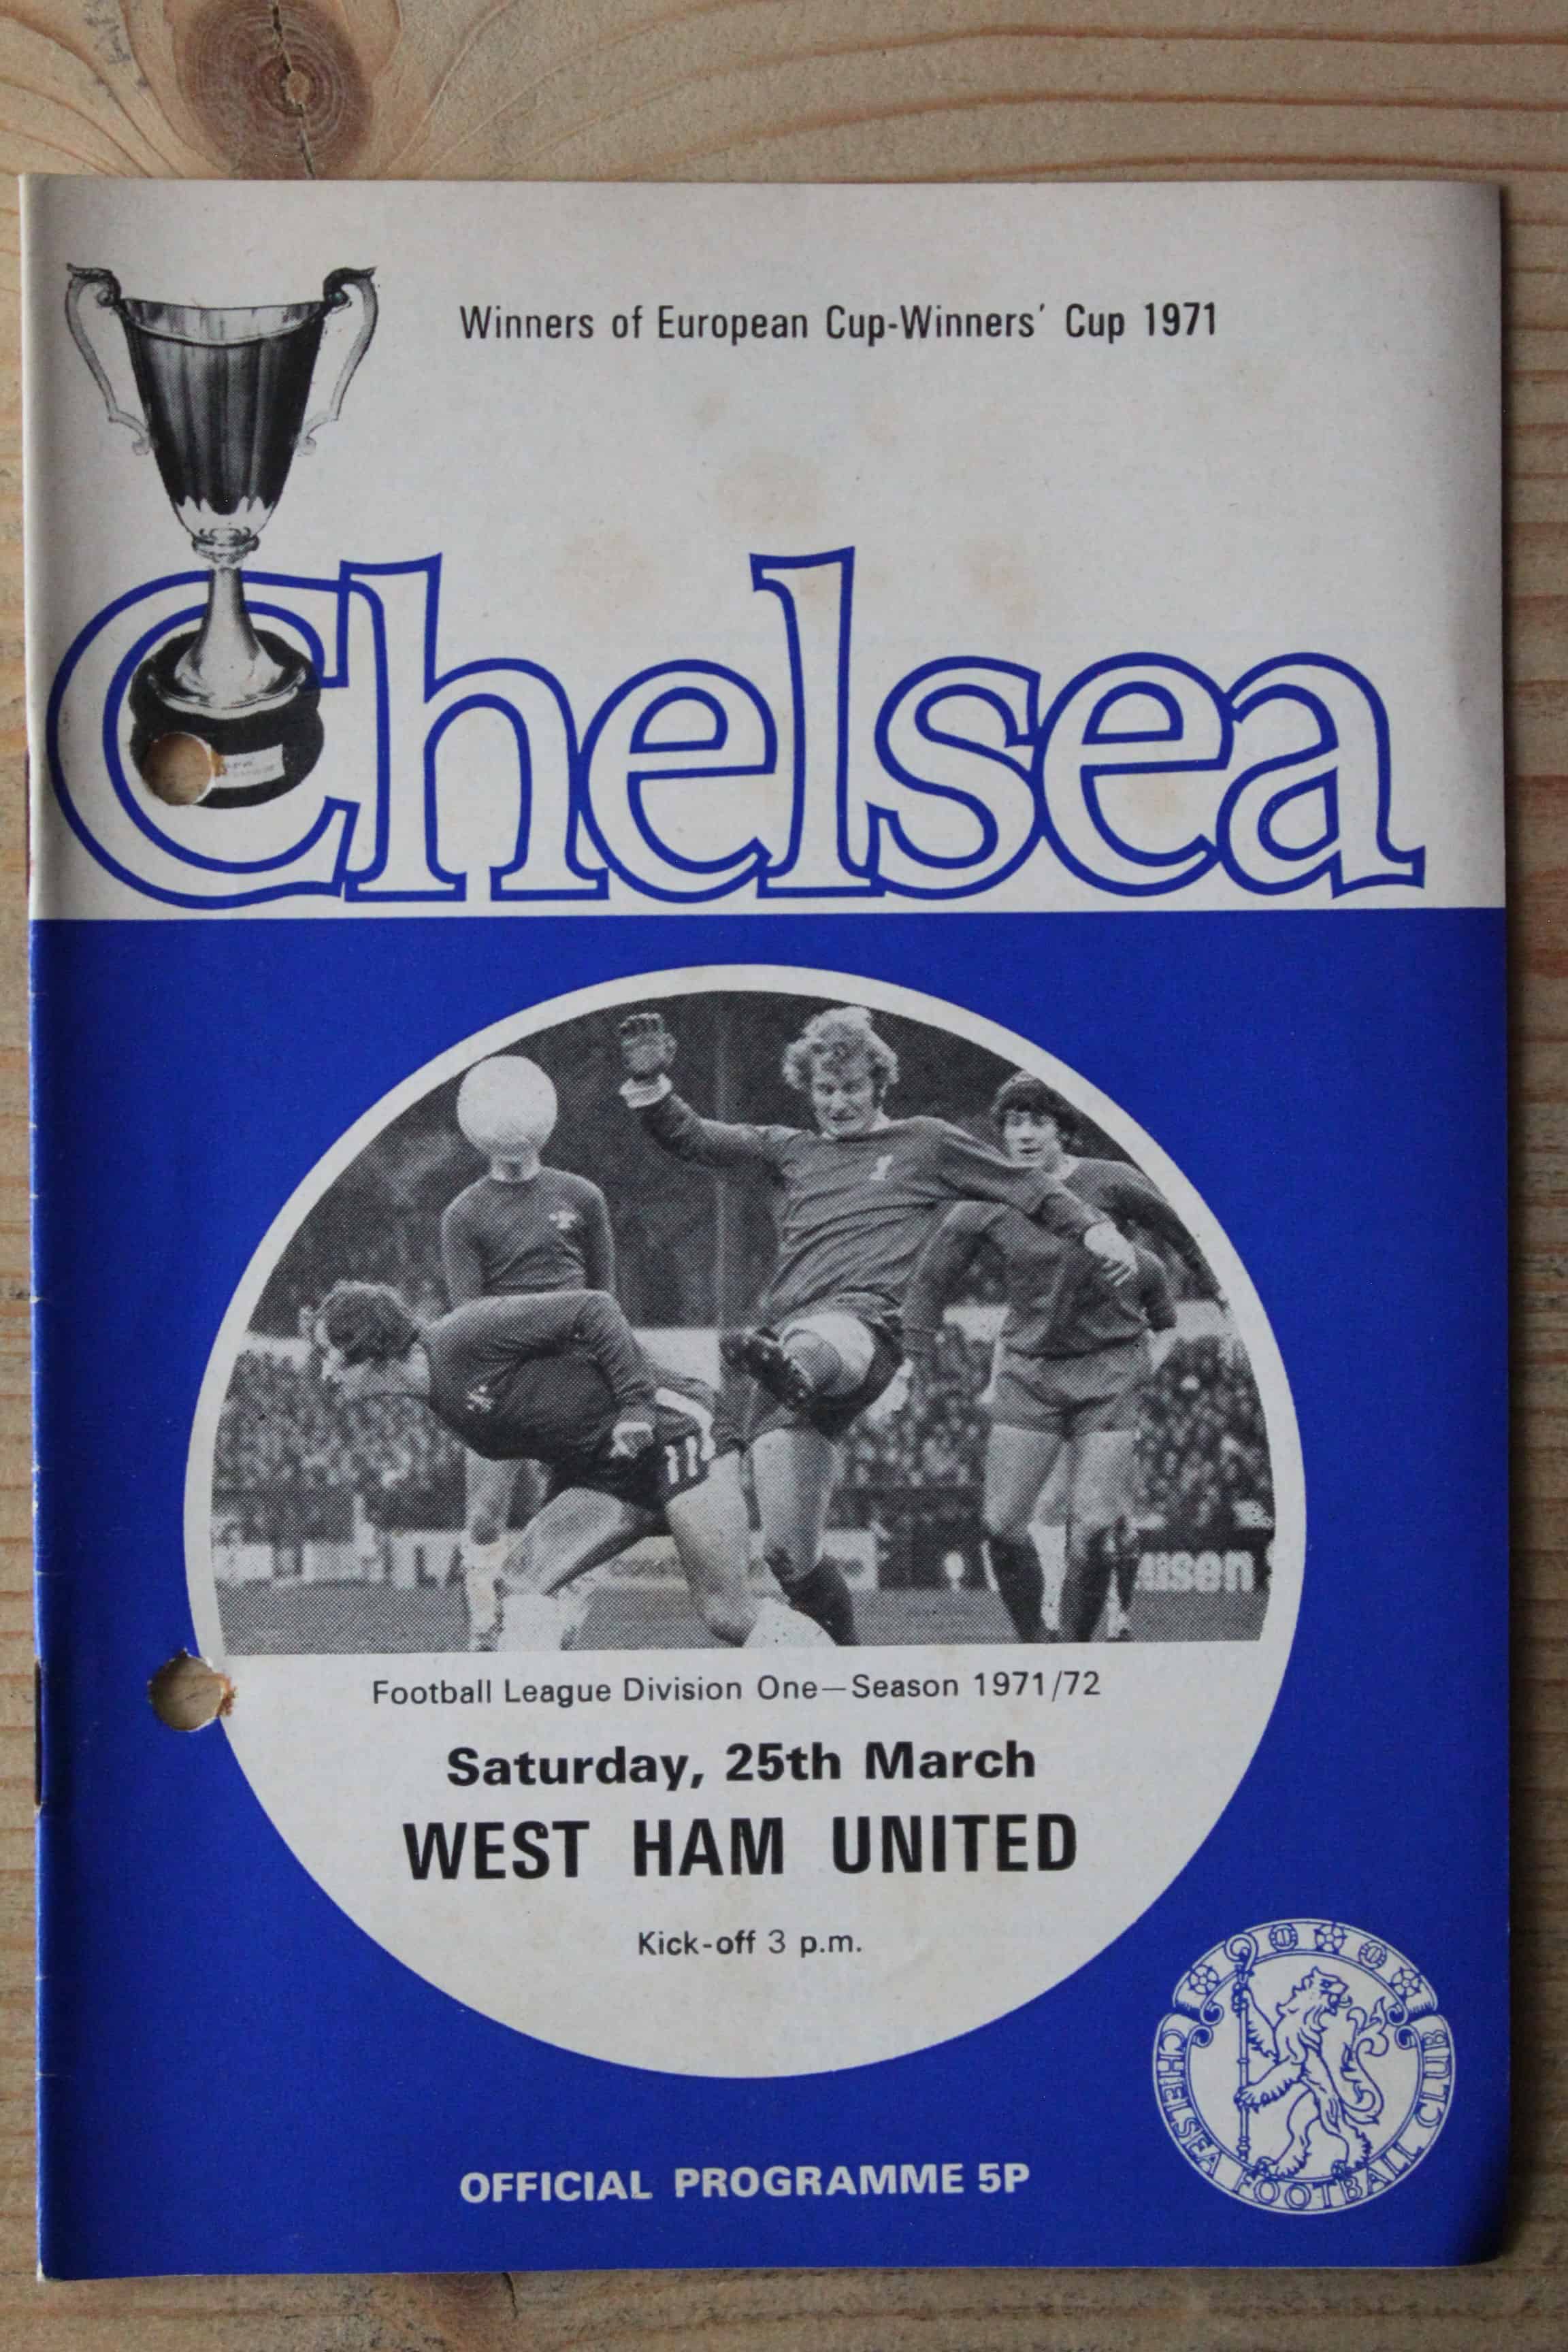 Winners of European Cup-Winners' Cup 1971
Chelsea
11
Football League Division One—Season 1971/72
Saturday, 25th March
WEST HAM UNITED
Kick-off 3 p.m.
CHELSEA FOOTBALL CLUB
OFFICIAL PROGRAMME 5P